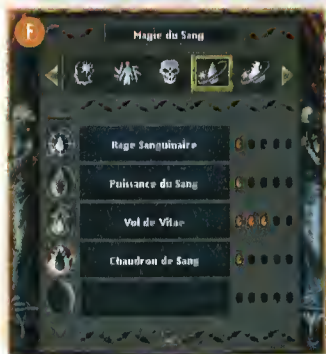 F
Magie du Sang
Rage Sanguinaire
Puissance du Sang
Vol de Vitae
Chaudron de Sang